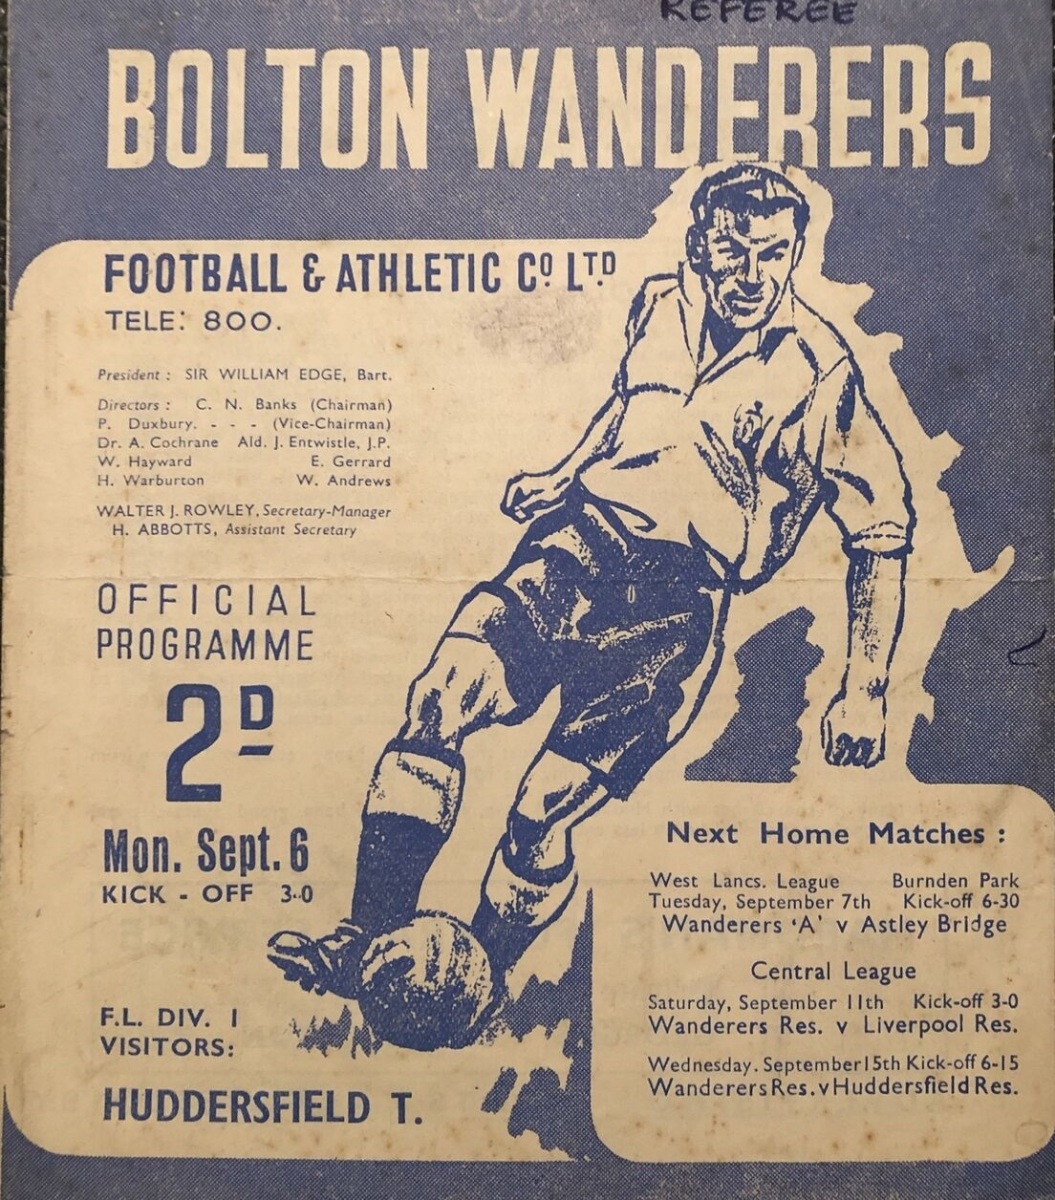 REFEREE
BOLTON WANDERERS
FOOTBALL & ATHLETIC Cº LTD.
TELE: 800.
President : SIR WILLIAM EDGE, Bart.
Directors : C. N. Banks (Chairman)
P. Duxbury. - - - (Vice-Chairman)
Dr. A. Cochrane Ald. J. Entwistle, J.P.
W. Hayward E. Gerrard
H. Warburton W. Andrews
WALTER J. ROWLEY, Secretary-Manager
H. ABBOTTS, Assistant Secretary
OFFICIAL
PROGRAMME
2D
Mon. Sept. 6
KICK - OFF 3-0
F.L. DIV. I
VISITORS:
HUDDERSFIELD T.
Next Home Matches :
West Lancs. League Burnden Park
Tuesday, September 7th Kick-off 6-30
Wanderers 'A' v Astley Bridge
Central League
Saturday, September 11th Kick-off 3-0
Wanderers Res. v Liverpool Res.
Wednesday. September 15th Kick-off 6-15
Wanderers Res. v Huddersfield Res.